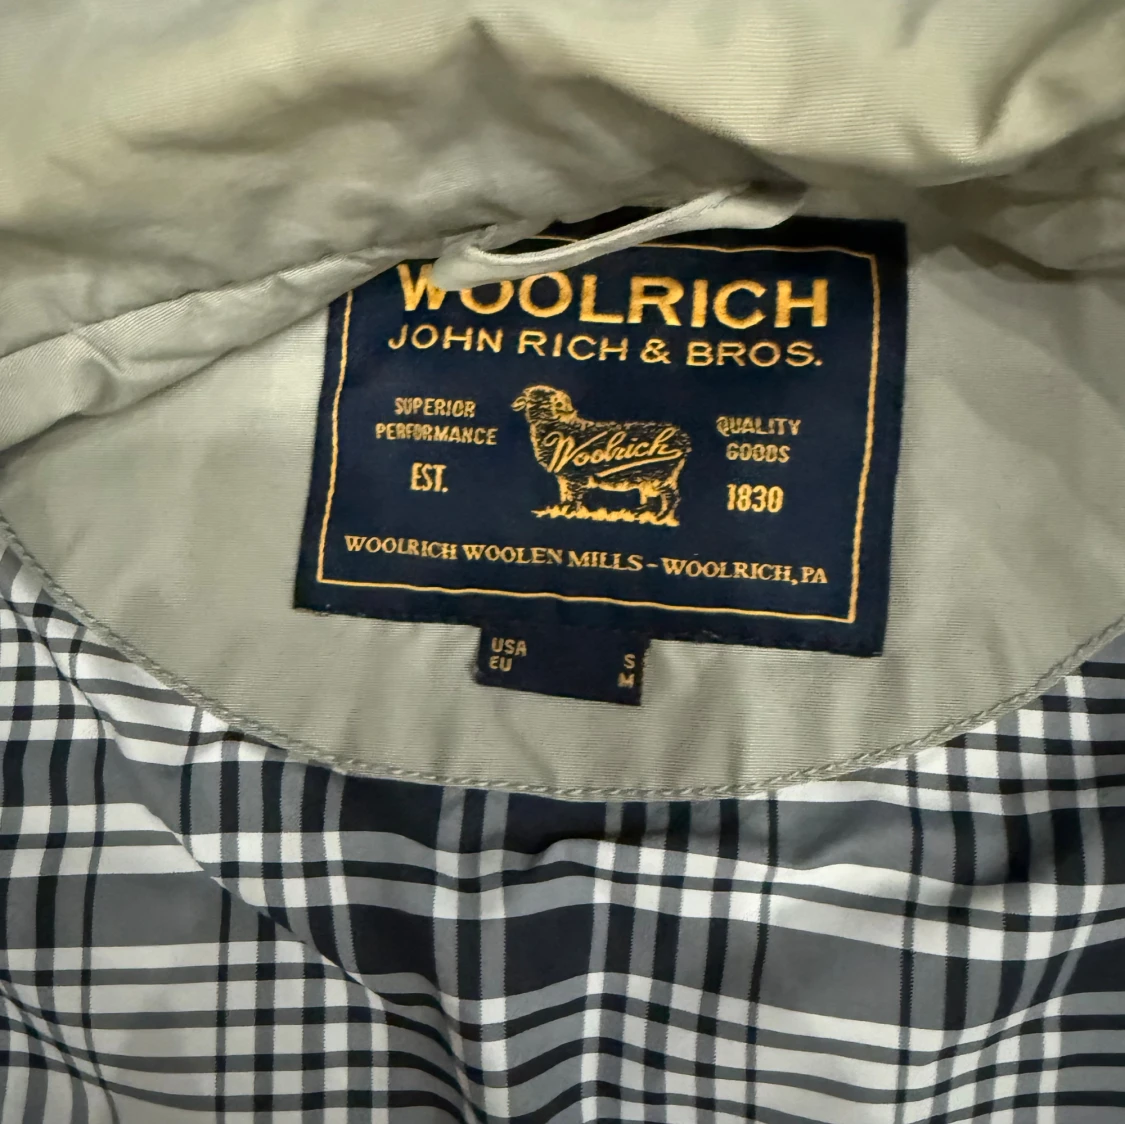 WOOLRICH
JOHN RICH & BROS.
SUPERIOR
PERFORMANCE
EST.
Woolrich
QUALITY
GOODS
1830
WOOLRICH WOOLEN MILLS - WOOLRICH, PA
USA S
EU M